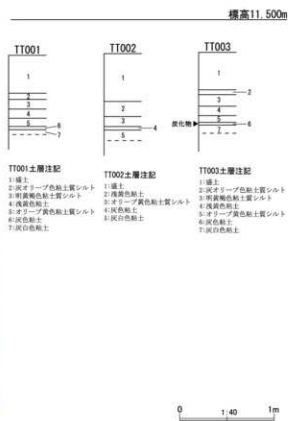 標高11.500m
TT001
1
2
3
4
5
6
7
TT002
1
2
3
4
5
TT003
1
2
3
4
5
6
7
炭化物
TT001土層注記
1:盛土
2:灰オリーブ色粘土質シルト
3:明黄褐色粘土質シルト
4:浅黄色粘土
5:オリーブ黄色粘土質シルト
6:灰色粘土
7:灰白色粘土
TT002土層注記
1:盛土
2:浅黄色粘土
3:オリーブ黄色粘土質シルト
4:灰色粘土
5:灰白色粘土
TT003土層注記
1:盛土
2:灰オリーブ色粘土質シルト
3:明黄褐色粘土質シルト
4:浅黄色粘土
5:オリーブ黄色粘土質シルト
6:灰色粘土
7:灰白色粘土
0 1:40 1m